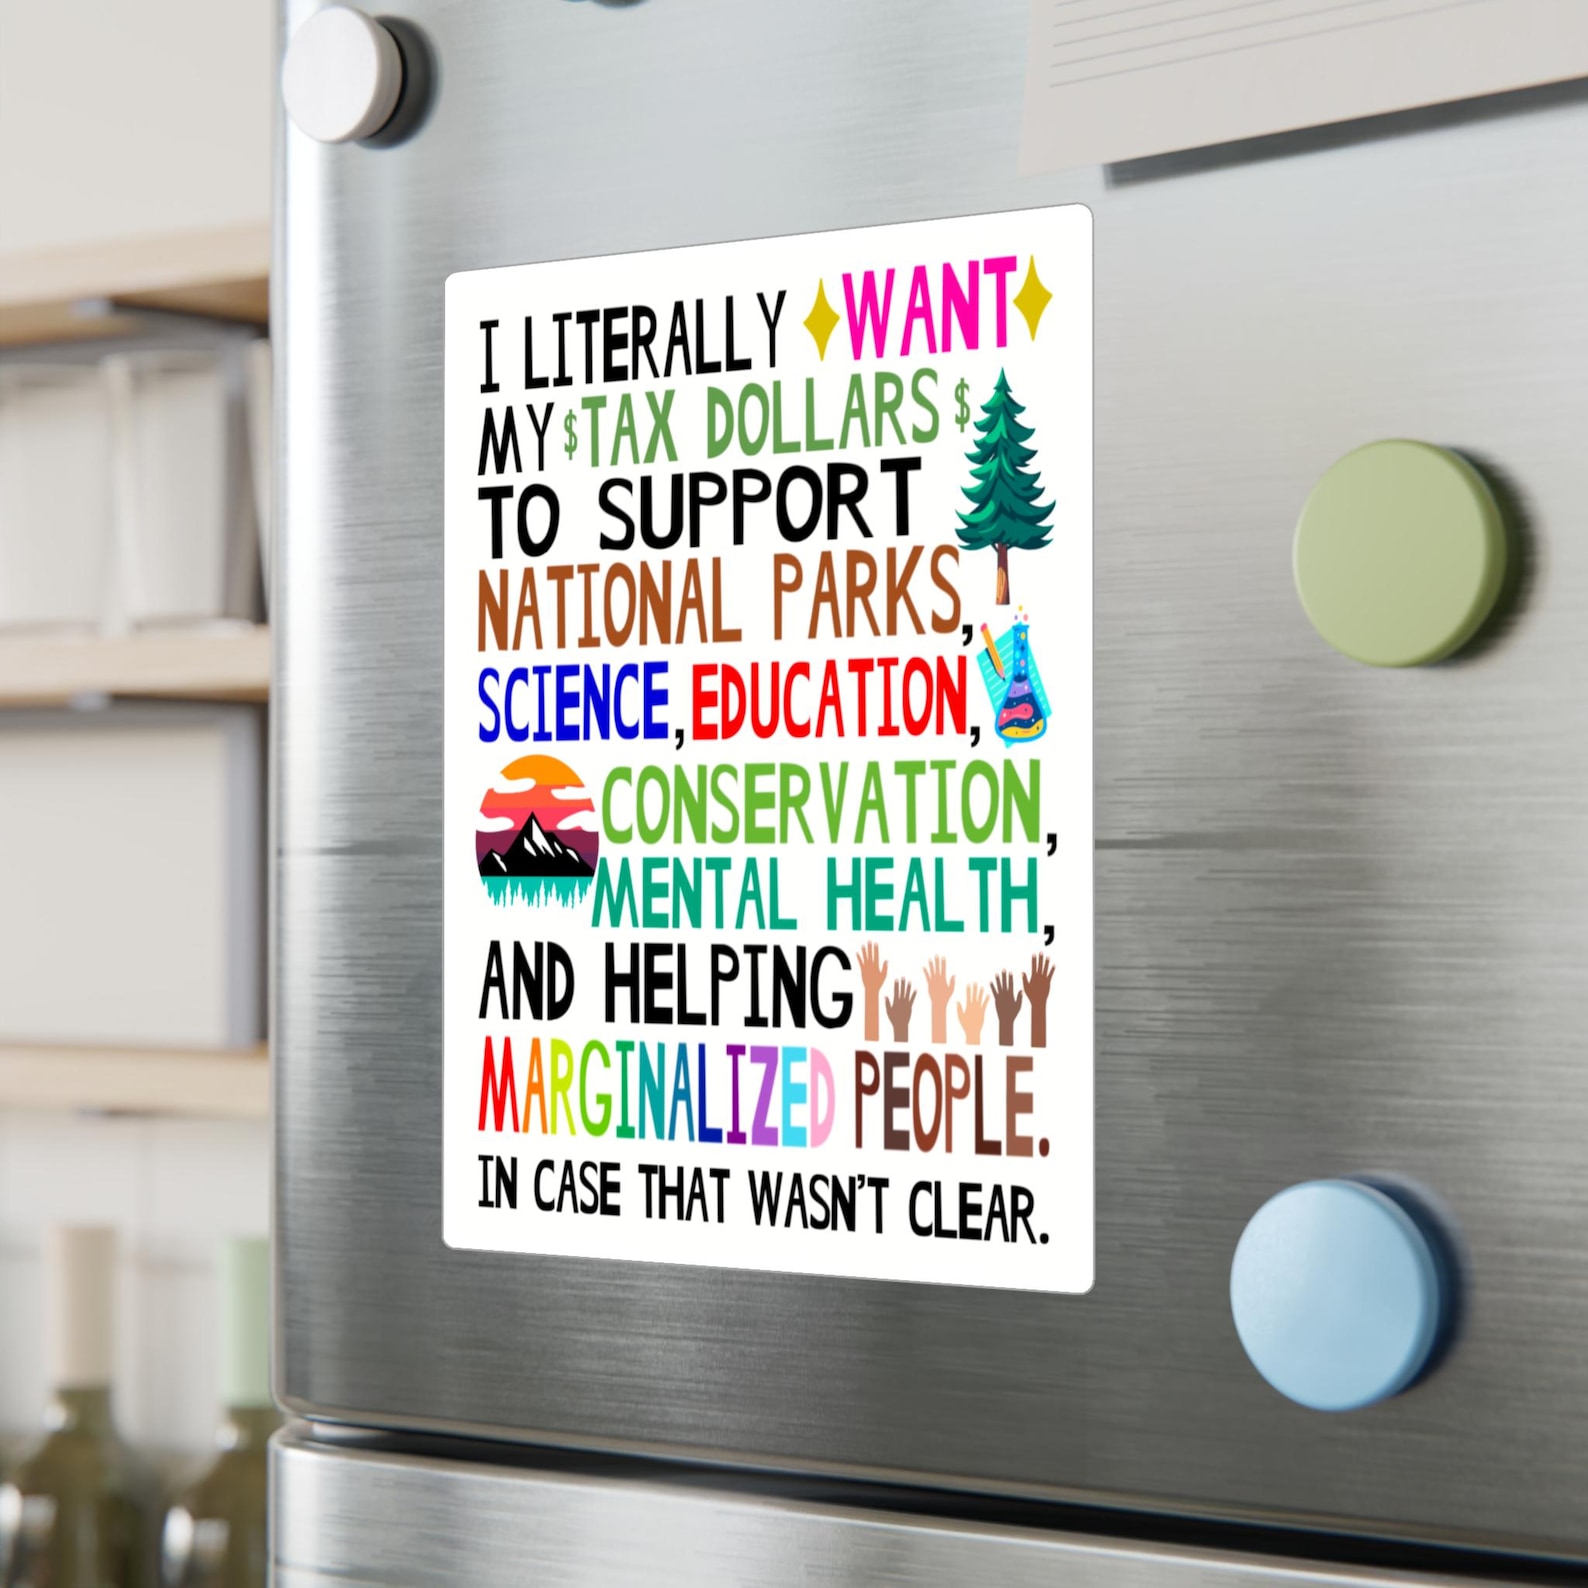 I LITERALLY WANT
MY $TAX DOLLARS $
TO SUPPORT
NATIONAL PARKS,
SCIENCE, EDUCATION,
CONSERVATION,
MENTAL HEALTH,
AND HELPING
MARGINALIZED PEOPLE.
IN CASE THAT WASN'T CLEAR.